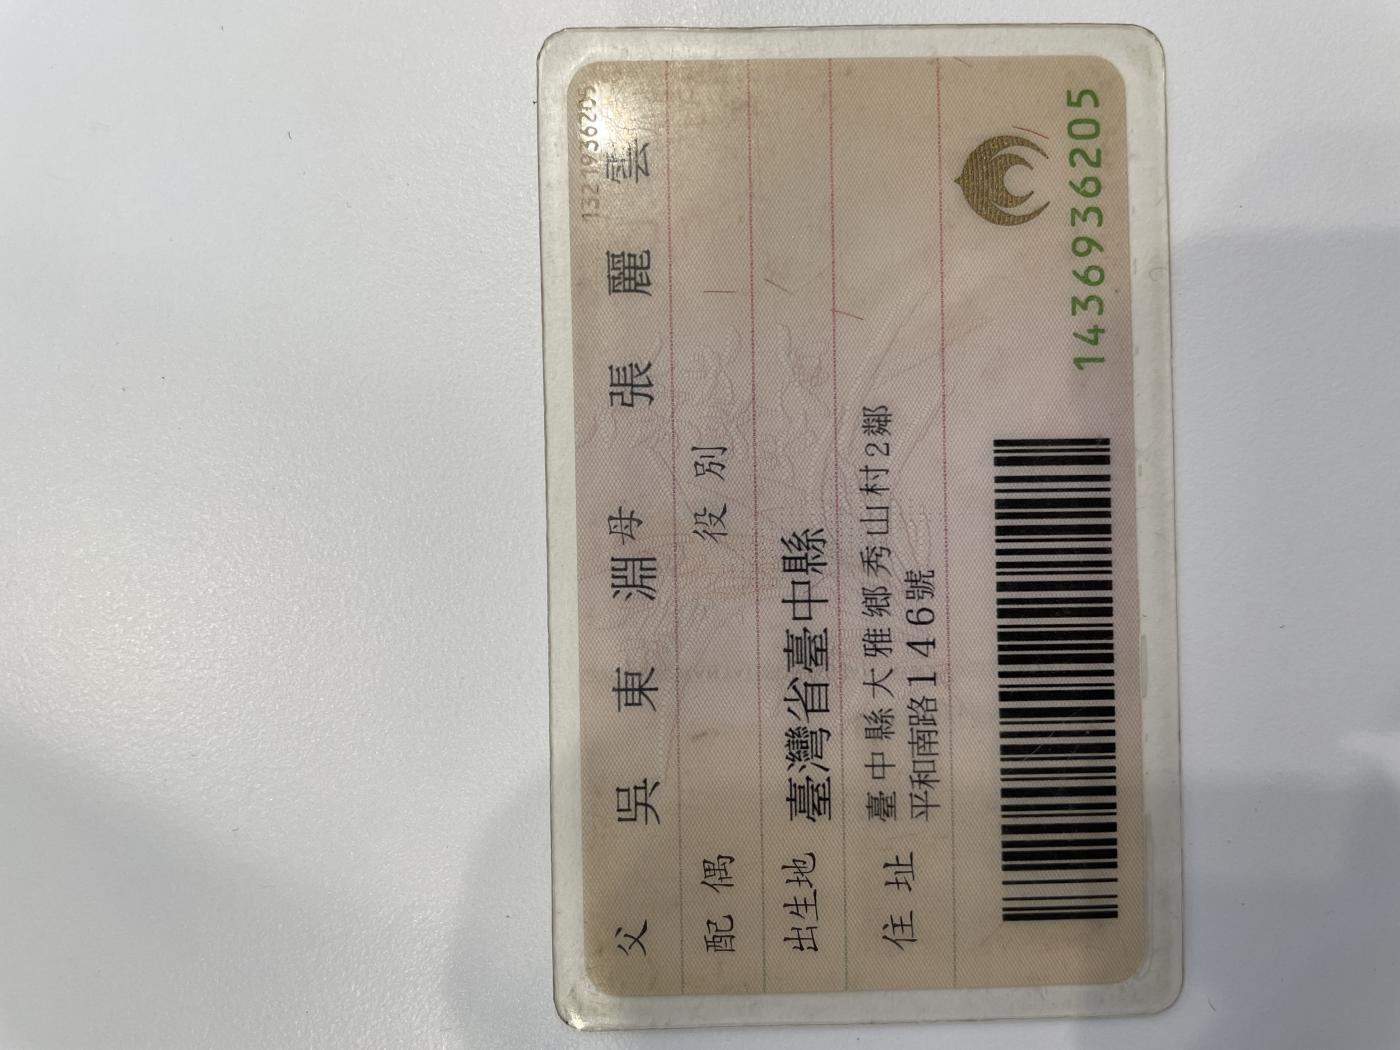 1321936205
父 吳東淵 母 張麗雲
配偶 役別
出生地 臺灣省臺中縣
住址 臺中縣大雅鄉秀山村2鄰
平和南路146號
1436936205